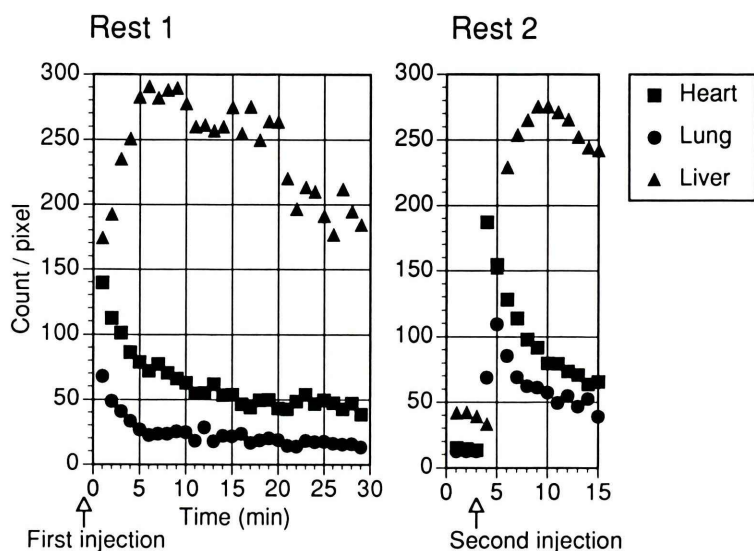 Rest 1
Rest 2
Count / pixel
300
250
200
150
100
50
0
0 5 10 15 20 25 30
Time (min)
First injection
300
250
200
150
100
50
0
0 5 10 15
Second injection
Heart
Lung
Liver